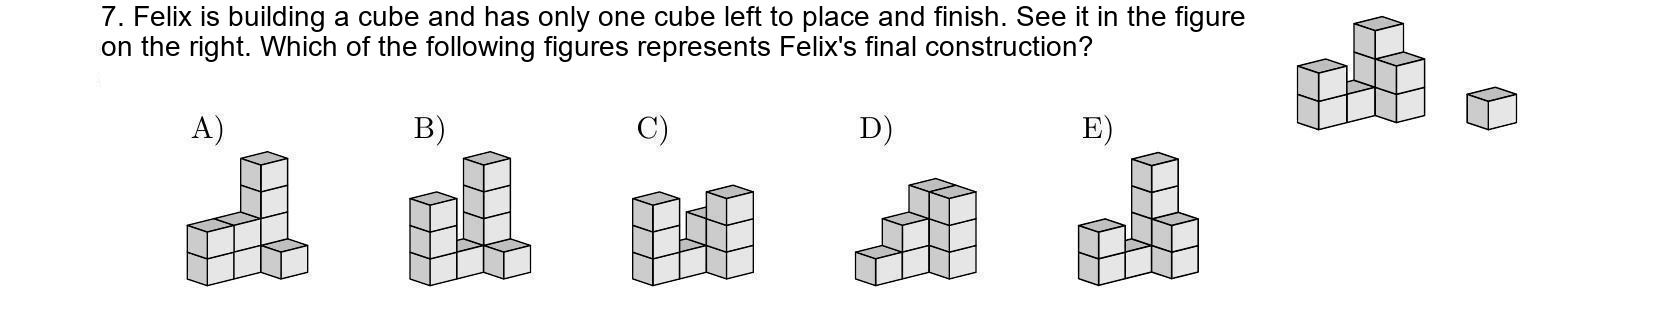 7. Felix is building a cube and has only one cube left to place and finish. See it in the figure
on the right. Which of the following figures represents Felix's final construction?
A) B) C) D) E)